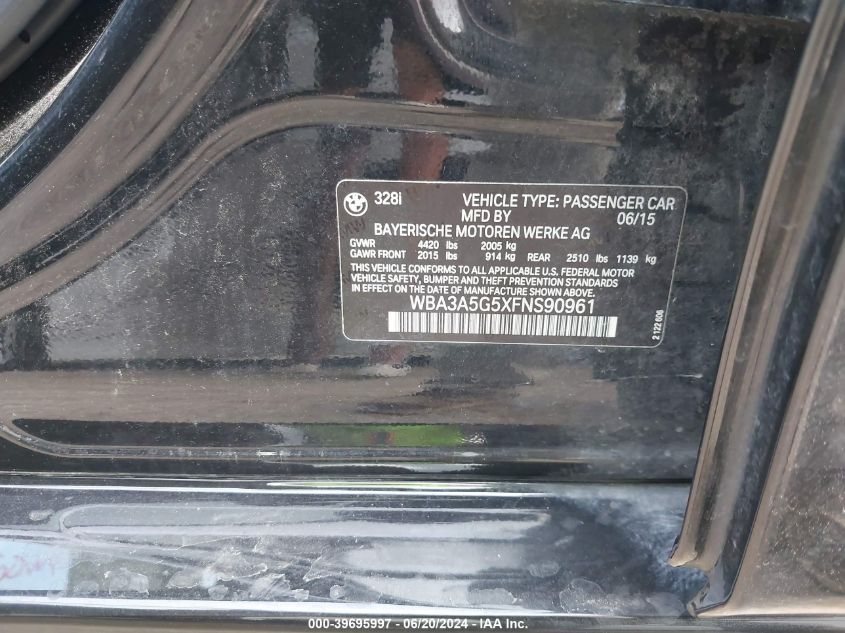 328i VEHICLE TYPE: PASSENGER CAR
MFD BY 06/15
BAYERISCHE MOTOREN WERKE AG
GVWR 4420 lbs 2005 kg
GAWR FRONT 2015 lbs 914 kg REAR 2510 lbs 1139 kg
THIS VEHICLE CONFORMS TO ALL APPLICABLE U.S. FEDERAL MOTOR
VEHICLE SAFETY, BUMPER, AND THEFT PREVENTION STANDARDS
IN EFFECT ON THE DATE OF MANUFACTURE SHOWN ABOVE.
WBA3A5G5XFNS90961
2122606
000-39695997 - 06/20/2024 - IAA Inc.